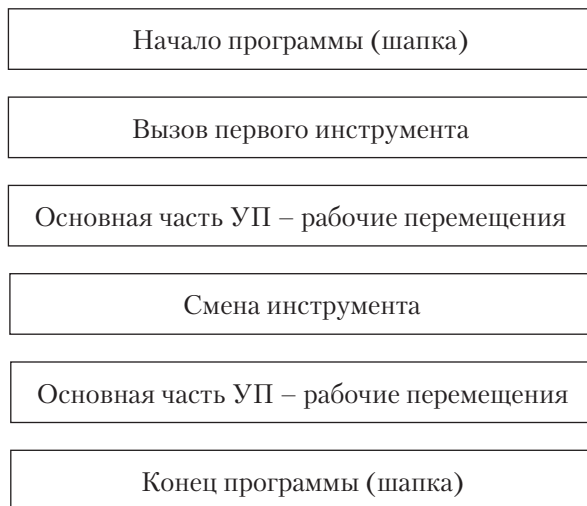 Начало программы (шапка)
Вызов первого инструмента
Основная часть УП – рабочие перемещения
Смена инструмента
Основная часть УП – рабочие перемещения
Конец программы (шапка)